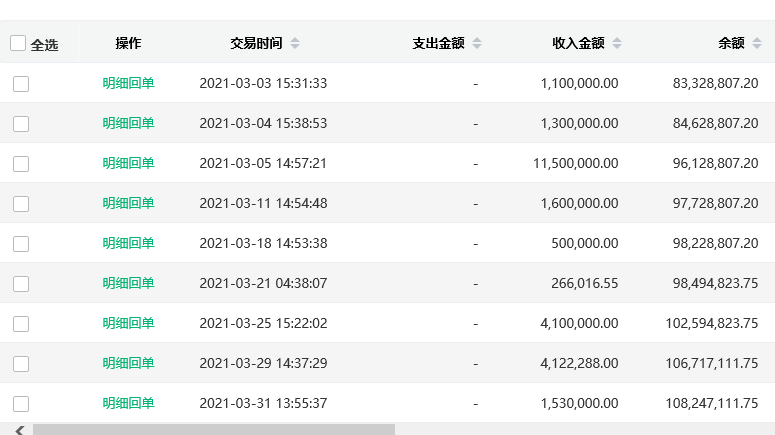 全选 操作 交易时间 支出金额 收入金额 余额
明细回单 2021-03-03 15:31:33 - 1,100,000.00 83,328,807.20
明细回单 2021-03-04 15:38:53 - 1,300,000.00 84,628,807.20
明细回单 2021-03-05 14:57:21 - 11,500,000.00 96,128,807.20
明细回单 2021-03-11 14:54:48 - 1,600,000.00 97,728,807.20
明细回单 2021-03-18 14:53:38 - 500,000.00 98,228,807.20
明细回单 2021-03-21 04:38:07 - 266,016.55 98,494,823.75
明细回单 2021-03-25 15:22:02 - 4,100,000.00 102,594,823.75
明细回单 2021-03-29 14:37:29 - 4,122,288.00 106,717,111.75
明细回单 2021-03-31 13:55:37 - 1,530,000.00 108,247,111.75